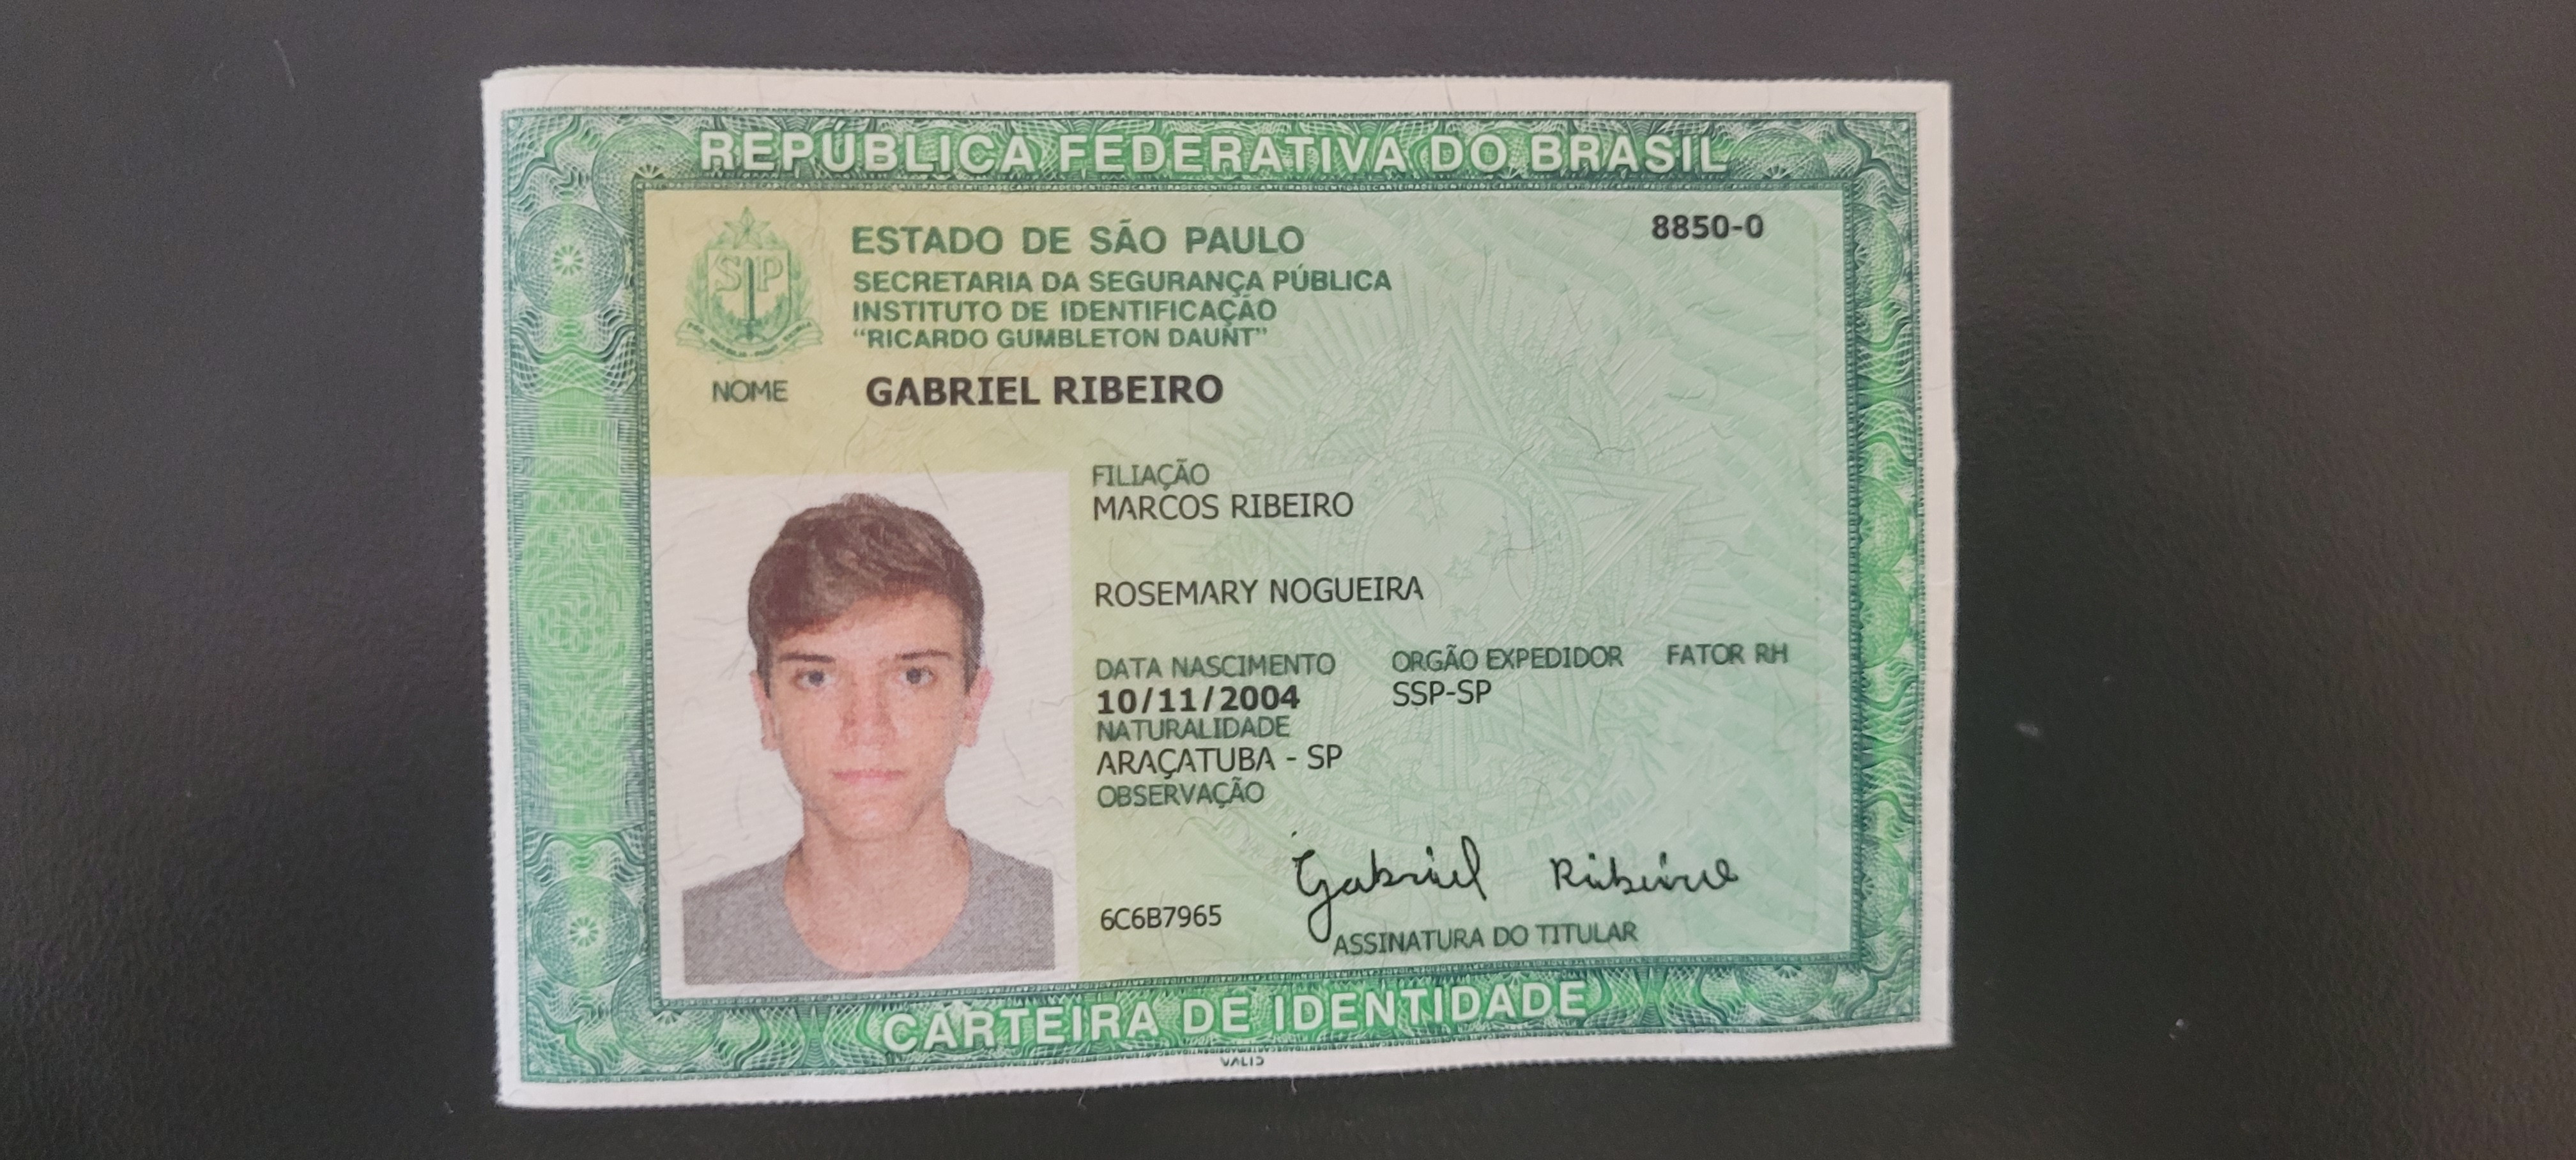 REPÚBLICA FEDERATIVA DO BRASIL
8850-0
ESTADO DE SÃO PAULO
SECRETARIA DA SEGURANÇA PÚBLICA
INSTITUTO DE IDENTIFICAÇÃO
“RICARDO GUMBLETON DAUNT”
NOME GABRIEL RIBEIRO
FILIAÇÃO
MARCOS RIBEIRO
ROSEMARY NOGUEIRA
DATA NASCIMENTO ORGÃO EXPEDIDOR FATOR RH
10/11/2004 SSP-SP
NATURALIDADE
ARAÇATUBA - SP
OBSERVAÇÃO
Gabriel Ribeiro
6C6B7965
ASSINATURA DO TITULAR
CARTEIRA DE IDENTIDADE
VALID